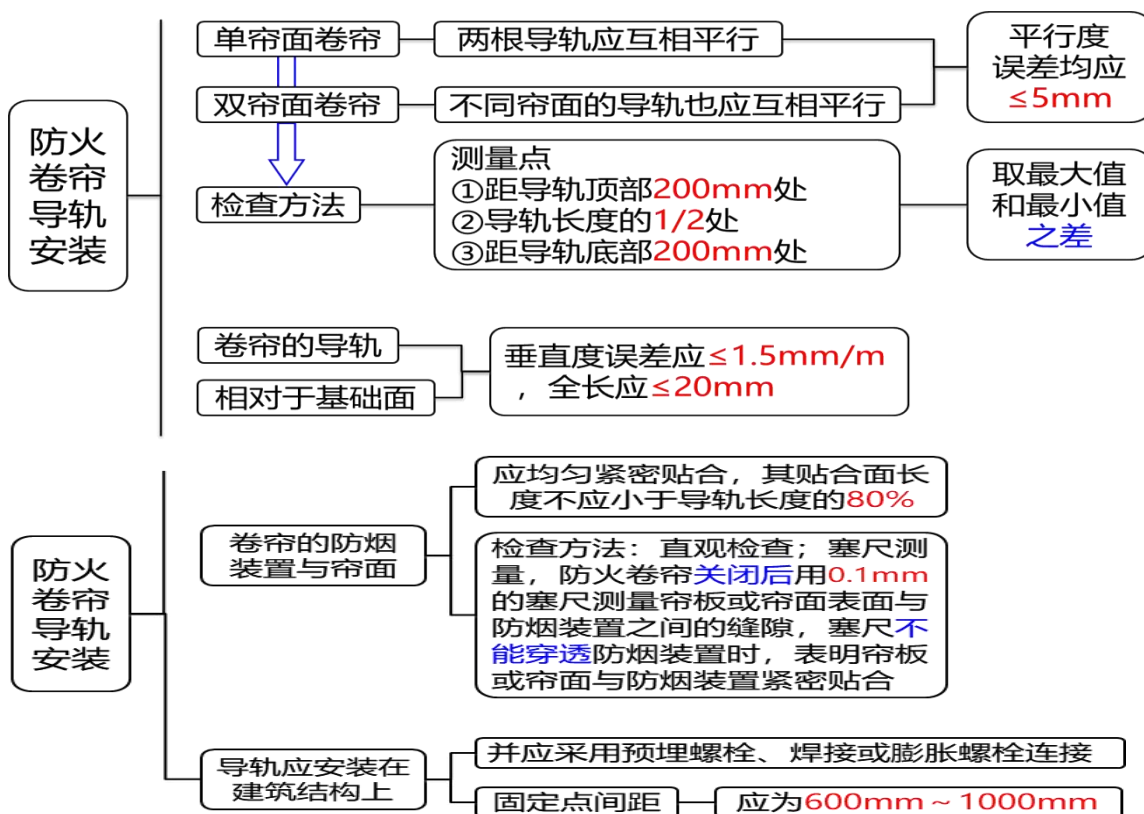 防火
卷帘
导轨
安装
单帘面卷帘
两根导轨应互相平行
双帘面卷帘
不同帘面的导轨也应互相平行
平行度
误差均应
≤5mm
检查方法
测量点
①距导轨顶部200mm处
②导轨长度的1/2处
③距导轨底部200mm处
取最大值
和最小值
之差
卷帘的导轨
相对于基础面
垂直度误差应≤1.5mm/m
，全长应≤20mm
防火
卷帘
导轨
安装
卷帘的防烟
装置与帘面
应均匀紧密贴合，其贴合面长
度不应小于导轨长度的80%
检查方法：直观检查；塞尺测
量，防火卷帘关闭后用0.1mm
的塞尺测量帘板或帘面表面与
防烟装置之间的缝隙，塞尺不
能穿透防烟装置时，表明帘板
或帘面与防烟装置紧密贴合
导轨应安装在
建筑结构上
并应采用预埋螺栓、焊接或膨胀螺栓连接
固定点间距
应为600mm～1000mm